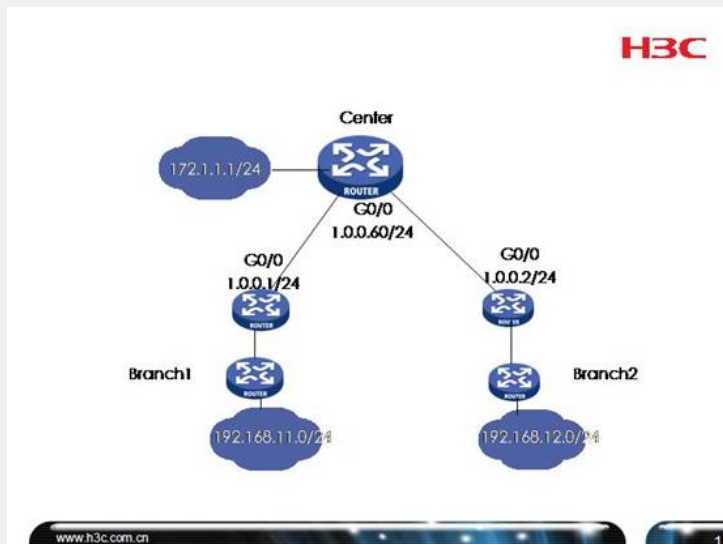 H3C
Center
172.1.1.1/24
ROUTER
G0/0
1.0.0.60/24
G0/0
1.0.0.1/24
G0/0
1.0.0.2/24
ROUTER
ROUTER
Branch1
ROUTER
Branch2
ROUTER
192.168.11.0/24
192.168.12.0/24
www.h3c.com.cn
1